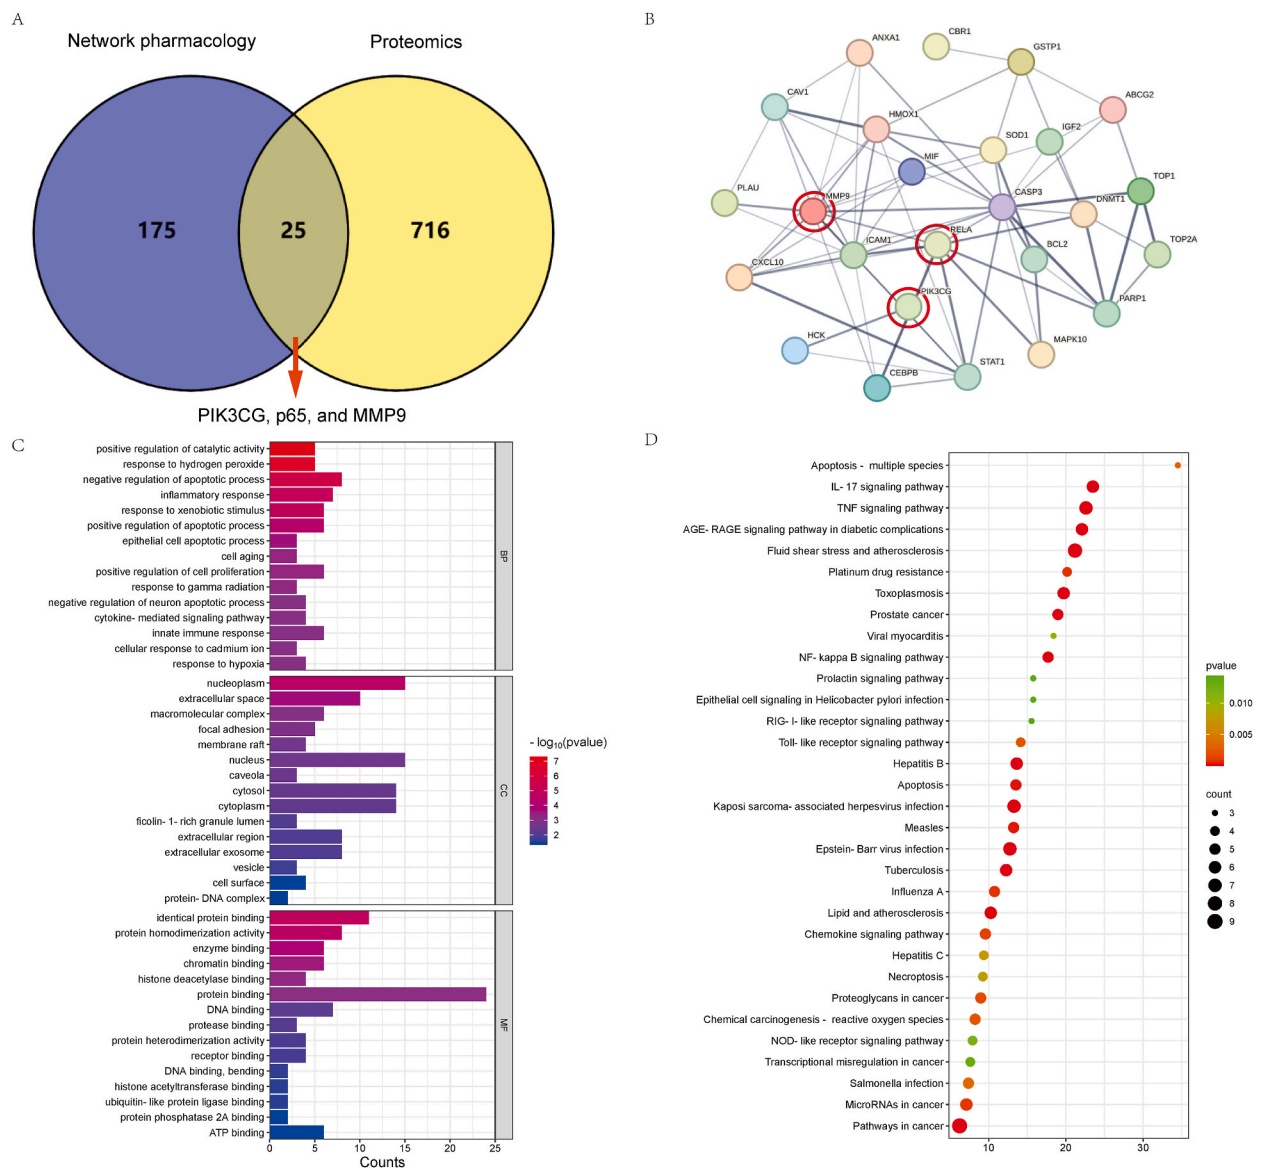 A
Network pharmacology
Proteomics
175
25
716
PIK3CG, p65, and MMP9
B
ANXA1
CBR1
GSTP1
CAV1
ABCG2
HMOX1
SOD1
IGF2
MIF
TOP1
PLAU
MMP9
CASP3
DNMT1
RELA
ICAM1
BCL2
TOP2A
CXCL10
PIK3CG
PARP1
HCK
MAPK10
STAT1
CEBPB
C
positive regulation of catalytic activity
response to hydrogen peroxide
negative regulation of apoptotic process
inflammatory response
response to xenobiotic stimulus
positive regulation of apoptotic process
epithelial cell apoptotic process
cell aging
positive regulation of cell proliferation
response to gamma radiation
negative regulation of neuron apoptotic process
cytokine- mediated signaling pathway
innate immune response
cellular response to cadmium ion
response to hypoxia
BP
nucleoplasm
extracellular space
macromolecular complex
focal adhesion
membrane raft
nucleus
caveola
cytosol
cytoplasm
ficolin- 1- rich granule lumen
extracellular region
extracellular exosome
vesicle
cell surface
protein- DNA complex
CC
identical protein binding
protein homodimerization activity
enzyme binding
chromatin binding
histone deacetylase binding
protein binding
DNA binding
protease binding
protein heterodimerization activity
receptor binding
DNA binding, bending
histone acetyltransferase binding
ubiquitin- like protein ligase binding
protein phosphatase 2A binding
ATP binding
MF
0 5 10 15 20 25
Counts
- log10(pvalue)
7
6
5
4
3
2
D
Apoptosis - multiple species
IL- 17 signaling pathway
TNF signaling pathway
AGE- RAGE signaling pathway in diabetic complications
Fluid shear stress and atherosclerosis
Platinum drug resistance
Toxoplasmosis
Prostate cancer
Viral myocarditis
NF- kappa B signaling pathway
Prolactin signaling pathway
Epithelial cell signaling in Helicobacter pylori infection
RIG- I- like receptor signaling pathway
Toll- like receptor signaling pathway
Hepatitis B
Apoptosis
Kaposi sarcoma- associated herpesvirus infection
Measles
Epstein- Barr virus infection
Tuberculosis
Influenza A
Lipid and atherosclerosis
Chemokine signaling pathway
Hepatitis C
Necroptosis
Proteoglycans in cancer
Chemical carcinogenesis - reactive oxygen species
NOD- like receptor signaling pathway
Transcriptional misregulation in cancer
Salmonella infection
MicroRNAs in cancer
Pathways in cancer
10 20 30
pvalue
0.010
0.005
count
3
4
5
6
7
8
9